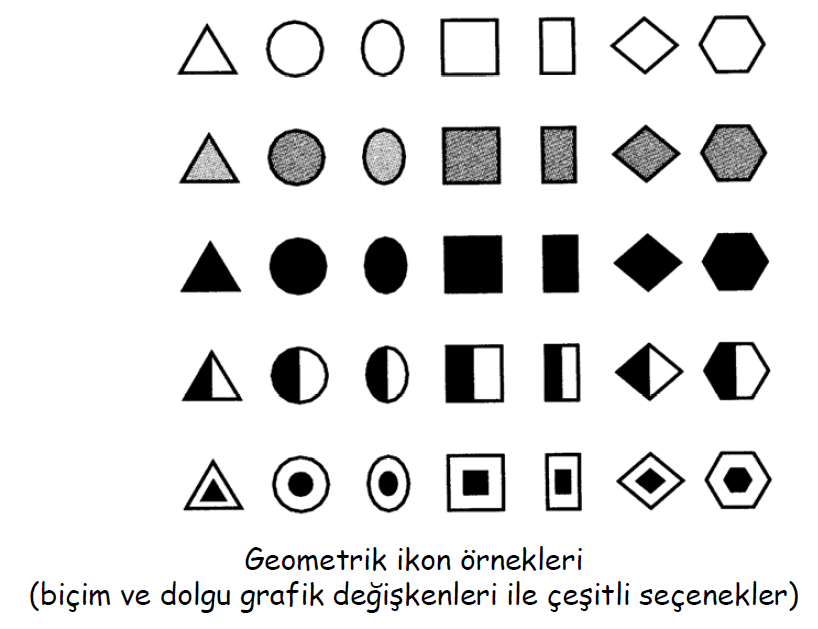 Geometrik ikon örnekleri
(biçim ve dolgu grafik değişkenleri ile çeşitli seçenekler)